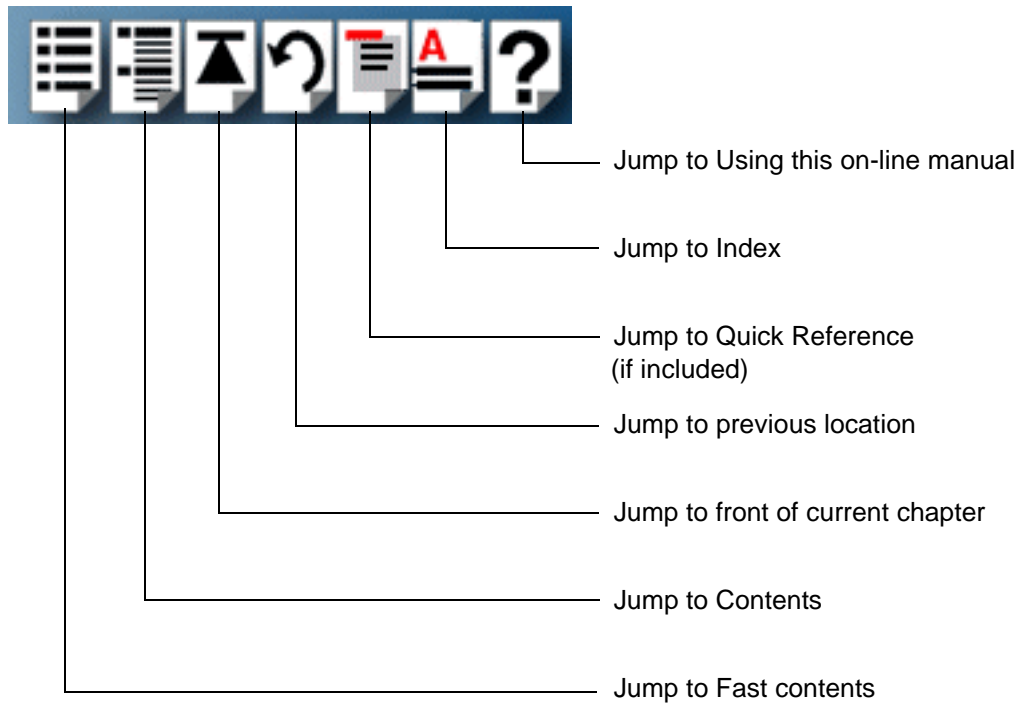 A
?
Jump to Using this on-line manual
Jump to Index
Jump to Quick Reference
(if included)
Jump to previous location
Jump to front of current chapter
Jump to Contents
Jump to Fast contents